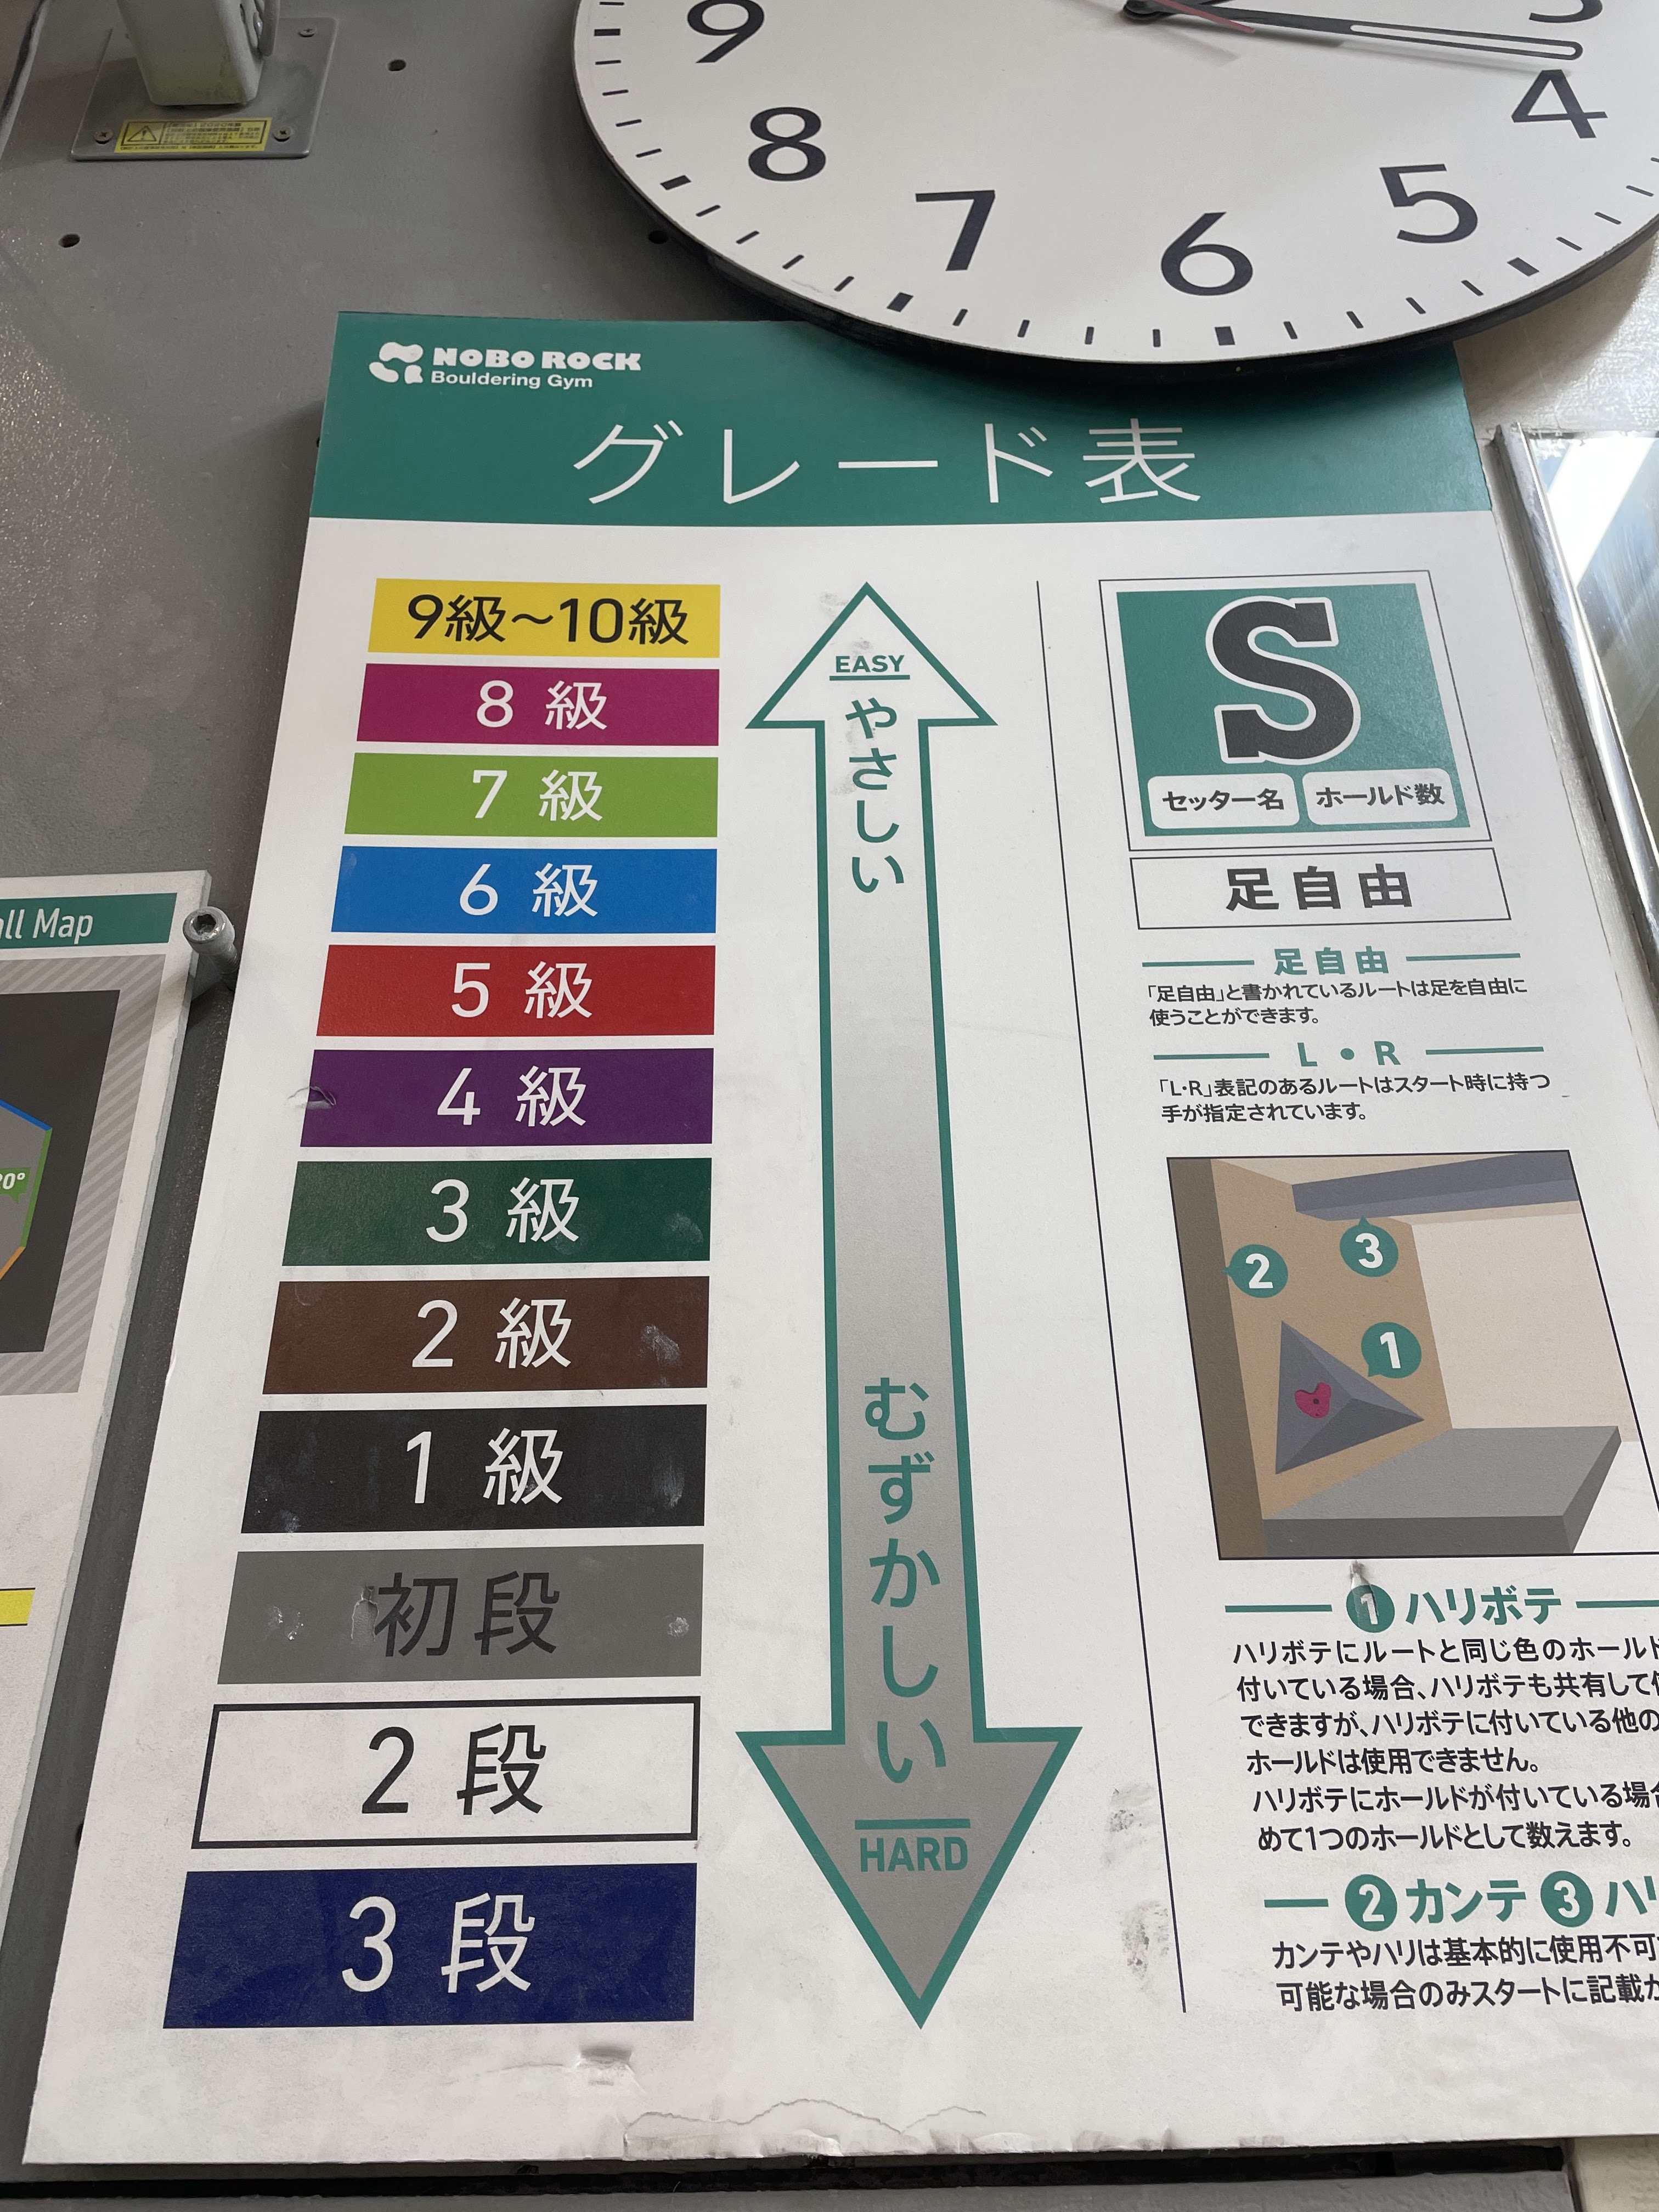 9
3
8
4
7
6
5
NOBO ROCK
Bouldering Gym
グレード表
9級～10級
8 級
7 級
6 級
5 級
4 級
3 級
2 級
1 級
初段
2 段
3 段
EASY
やさしい
むずかしい
HARD
S
セッター名 ホールド数
足自由
足自由
「足自由」と書かれているルートは足を自由に
使うことができます。
L・R
「L・R」表記のあるルートはスタート時に持つ
手が指定されています。
3
2
1
1 ハリボテ
ハリボテにルートと同じ色のホールド
付いている場合、ハリボテも共有して
できますが、ハリボテに付いている他の
ホールドは使用できません。
ハリボテにホールドが付いている場合
めて1つのホールドとして数えます。
2 カンテ 3 ハリ
カンテやハリは基本的に使用不可
可能な場合のみスタートに記載
all Map